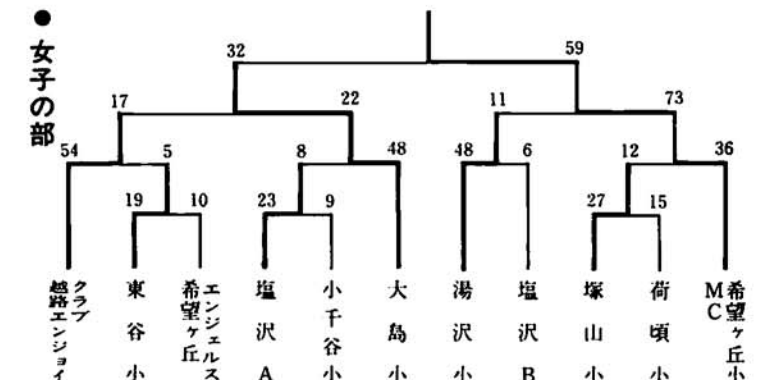 ●女子の部
32 59
17 22 11 73
54 5 8 48 48 6 12 36
19 10 23 9 27 15
越路エンジョイ
クラブ
東谷小
希望ヶ丘
エンジェルス
塩沢A
小千谷小
大島小
湯沢小
塩沢B
塚山小
荷頃小
希望ヶ丘小
MC